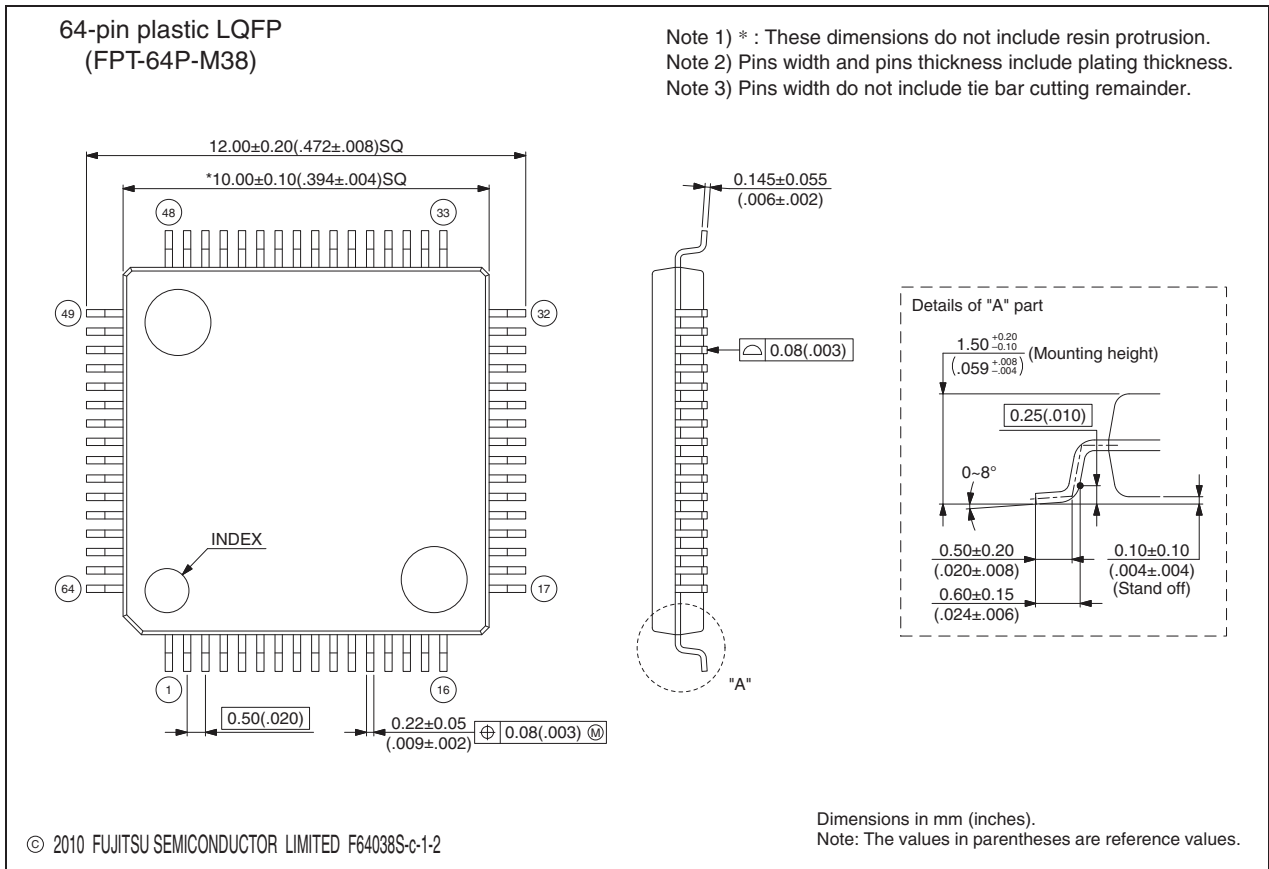 64-pin plastic LQFP
(FPT-64P-M38)
Note 1) * : These dimensions do not include resin protrusion.
Note 2) Pins width and pins thickness include plating thickness.
Note 3) Pins width do not include tie bar cutting remainder.
12.00±0.20(.472±.008)SQ
*10.00±0.10(.394±.004)SQ
48
33
49
32
INDEX
64
17
1
16
0.50(.020)
0.22±0.05
(.009±.002)
⌖ 0.08(.003) Ⓜ
0.145±0.055
(.006±.002)
⌓ 0.08(.003)
"A"
Details of "A" part
1.50 +0.20 –0.10
(.059 +.008 –.004)
(Mounting height)
0.25(.010)
0~8°
0.50±0.20
(.020±.008)
0.60±0.15
(.024±.006)
0.10±0.10
(.004±.004)
(Stand off)
© 2010 FUJITSU SEMICONDUCTOR LIMITED F64038S-c-1-2
Dimensions in mm (inches).
Note: The values in parentheses are reference values.